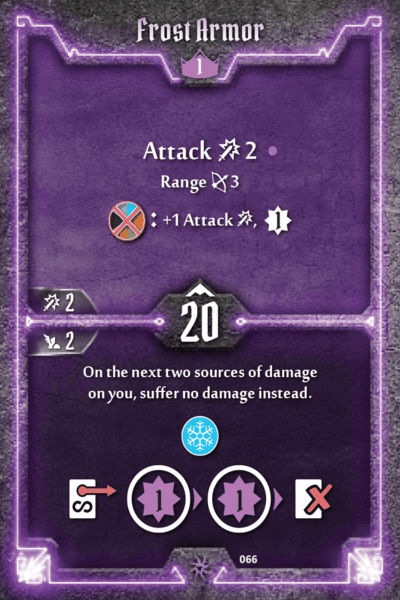 Frost Armor
1
Attack 2
Range 3
: +1 Attack , 1
2
20
2
On the next two sources of damage
on you, suffer no damage instead.
S 1 1
066